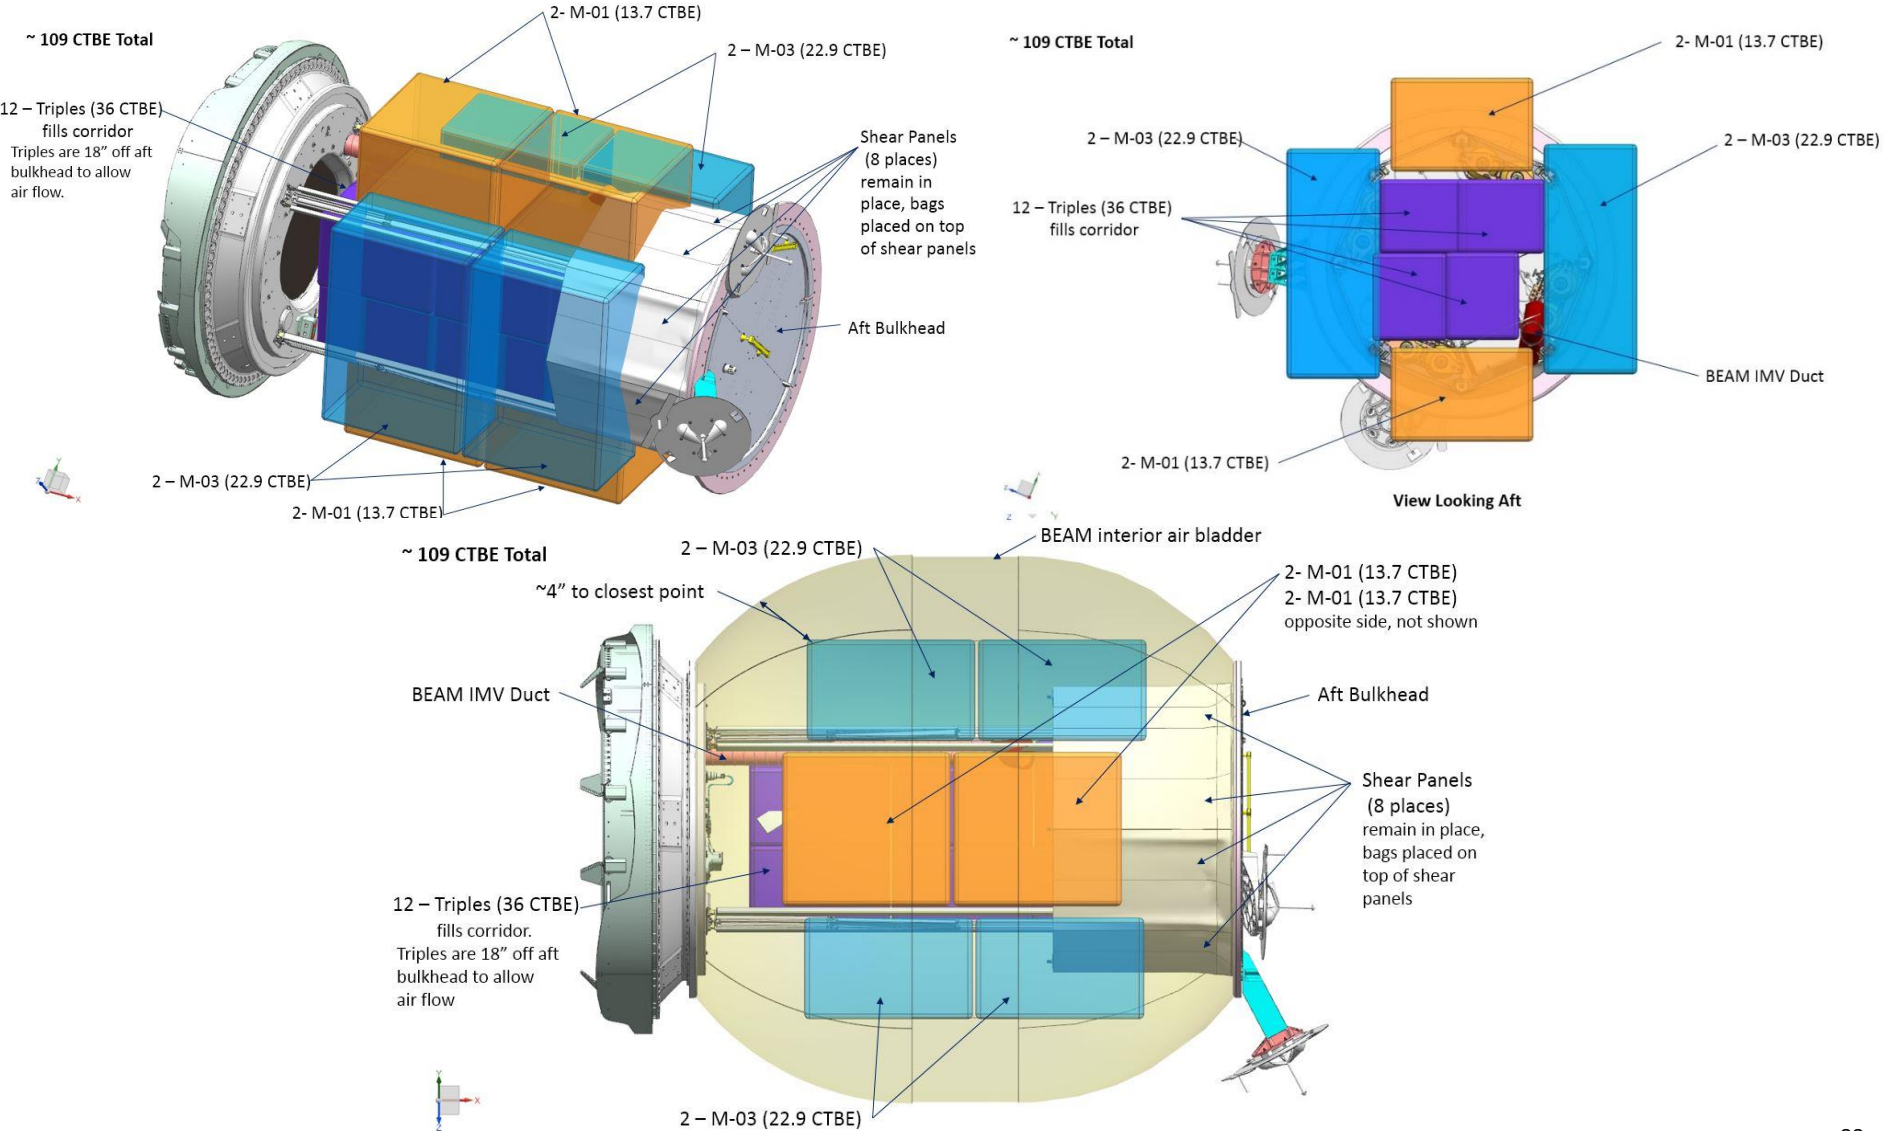 ~ 109 CTBE Total
2- M-01 (13.7 CTBE)
2 – M-03 (22.9 CTBE)
12 – Triples (36 CTBE)
fills corridor
Triples are 18” off aft
bulkhead to allow
air flow.
Shear Panels
(8 places)
remain in
place, bags
placed on top
of shear panels
Aft Bulkhead
2 – M-03 (22.9 CTBE)
2- M-01 (13.7 CTBE)
Y
Z
X
~ 109 CTBE Total
2- M-01 (13.7 CTBE)
2 – M-03 (22.9 CTBE)
2 – M-03 (22.9 CTBE)
12 – Triples (36 CTBE)
fills corridor
BEAM IMV Duct
2- M-01 (13.7 CTBE)
View Looking Aft
Z
Y
~ 109 CTBE Total
2 – M-03 (22.9 CTBE)
BEAM interior air bladder
~4” to closest point
2- M-01 (13.7 CTBE)
2- M-01 (13.7 CTBE)
opposite side, not shown
BEAM IMV Duct
Aft Bulkhead
Shear Panels
(8 places)
remain in place,
bags placed on
top of shear
panels
12 – Triples (36 CTBE)
fills corridor.
Triples are 18” off aft
bulkhead to allow
air flow
Y
X
Z
2 – M-03 (22.9 CTBE)